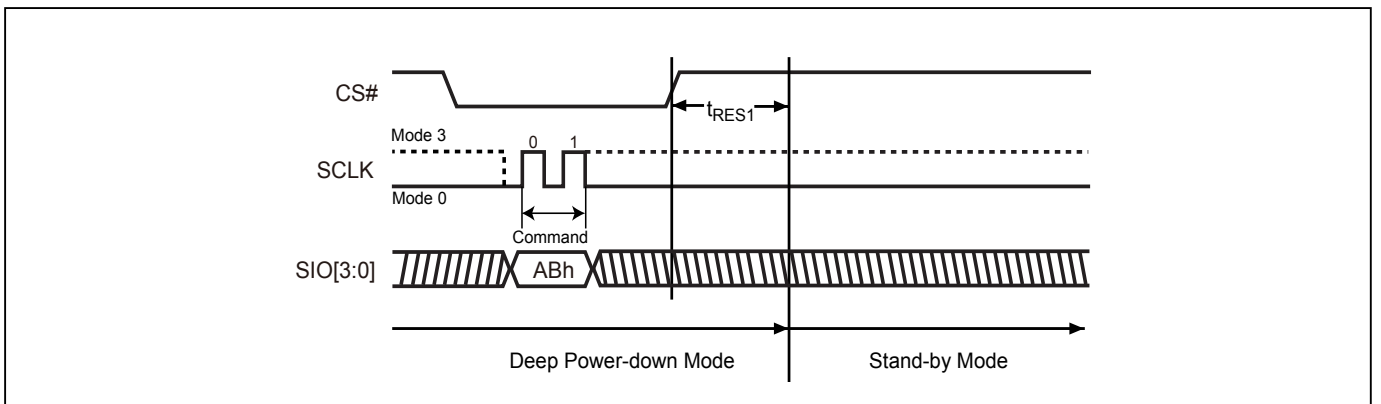 CS#
tRES1
Mode 3
0 1
SCLK
Mode 0
Command
SIO[3:0]
ABh
Deep Power-down Mode
Stand-by Mode